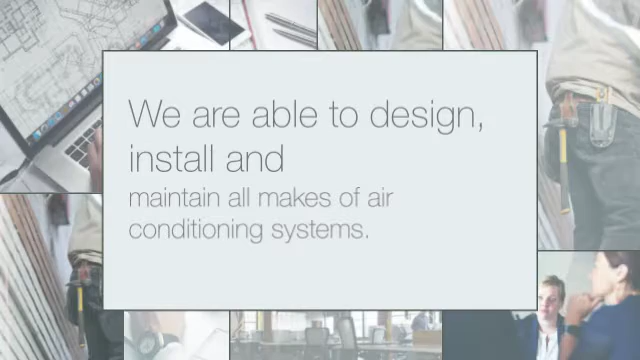 We are able to design,
install and
maintain all makes of air
conditioning systems.